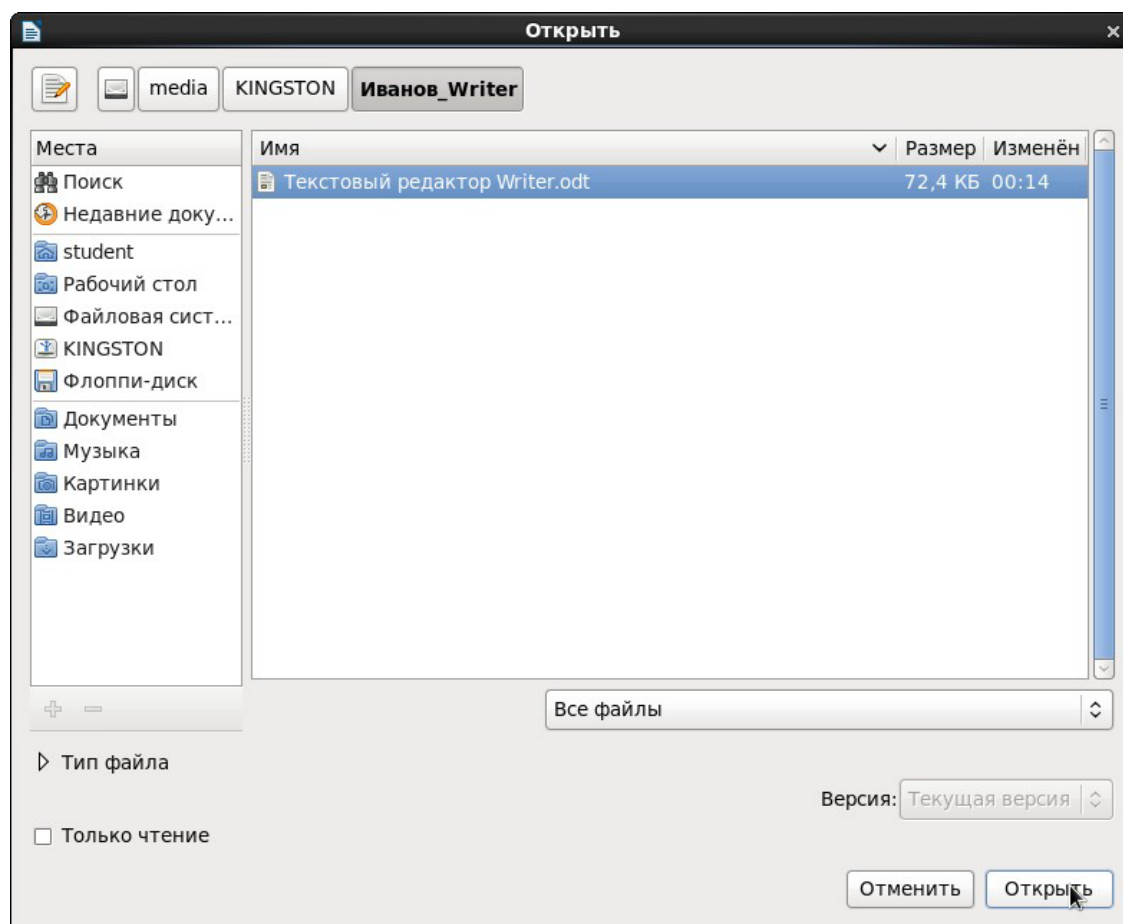 Открыть
media KINGSTON Иванов_Writer
Места
Поиск
Недавние доку...
student
Рабочий стол
Файловая сист...
KINGSTON
Флоппи-диск
Документы
Музыка
Картинки
Видео
Загрузки
Имя Размер Изменён
Текстовый редактор Writer.odt 72,4 КБ 00:14
Все файлы
Тип файла
Версия: Текущая версия
Только чтение
Отменить Открыть